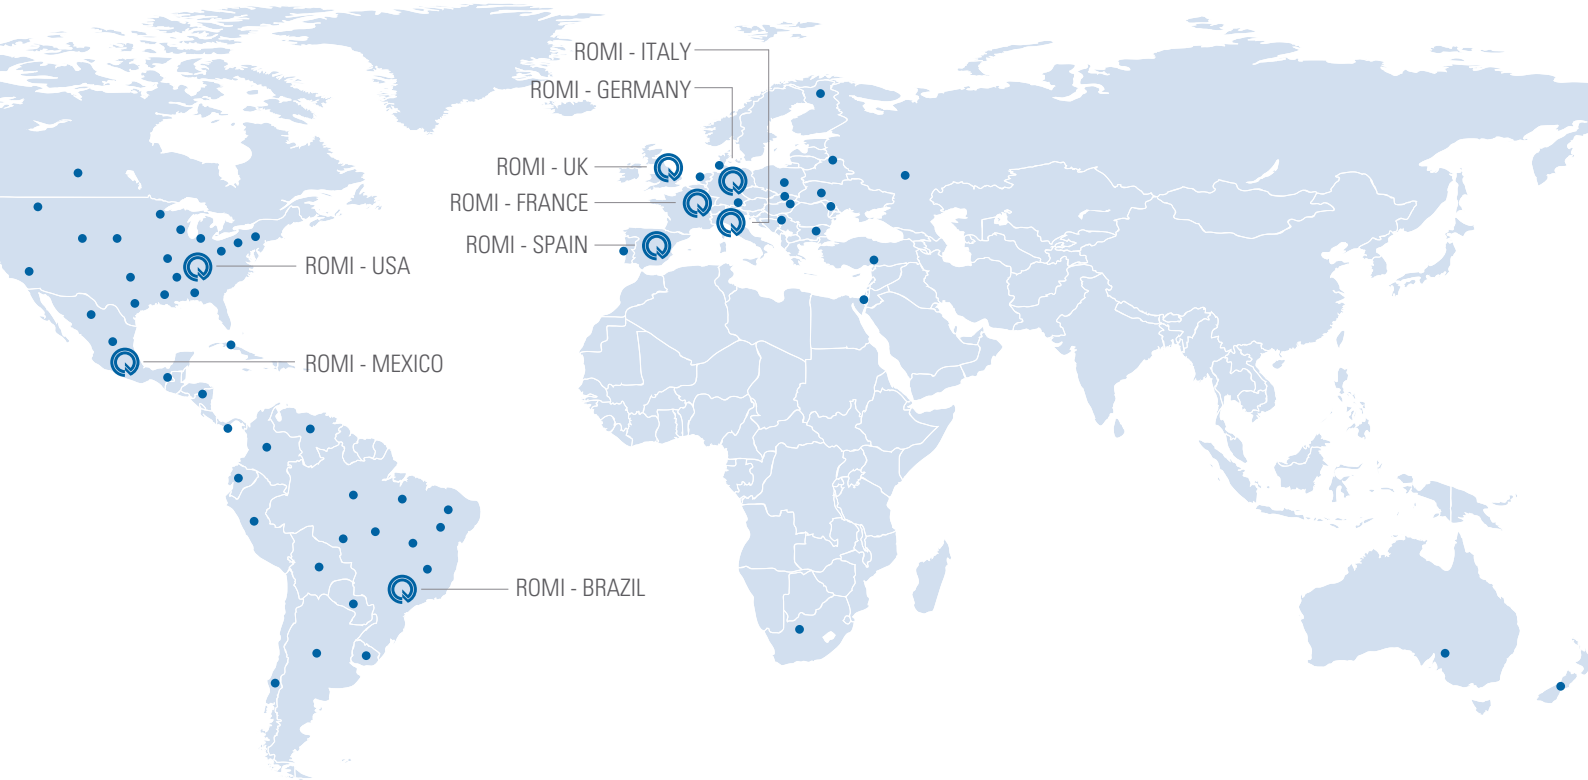 ROMI - ITALY
ROMI - GERMANY
ROMI - UK
ROMI - FRANCE
ROMI - SPAIN
ROMI - USA
ROMI - MEXICO
ROMI - BRAZIL